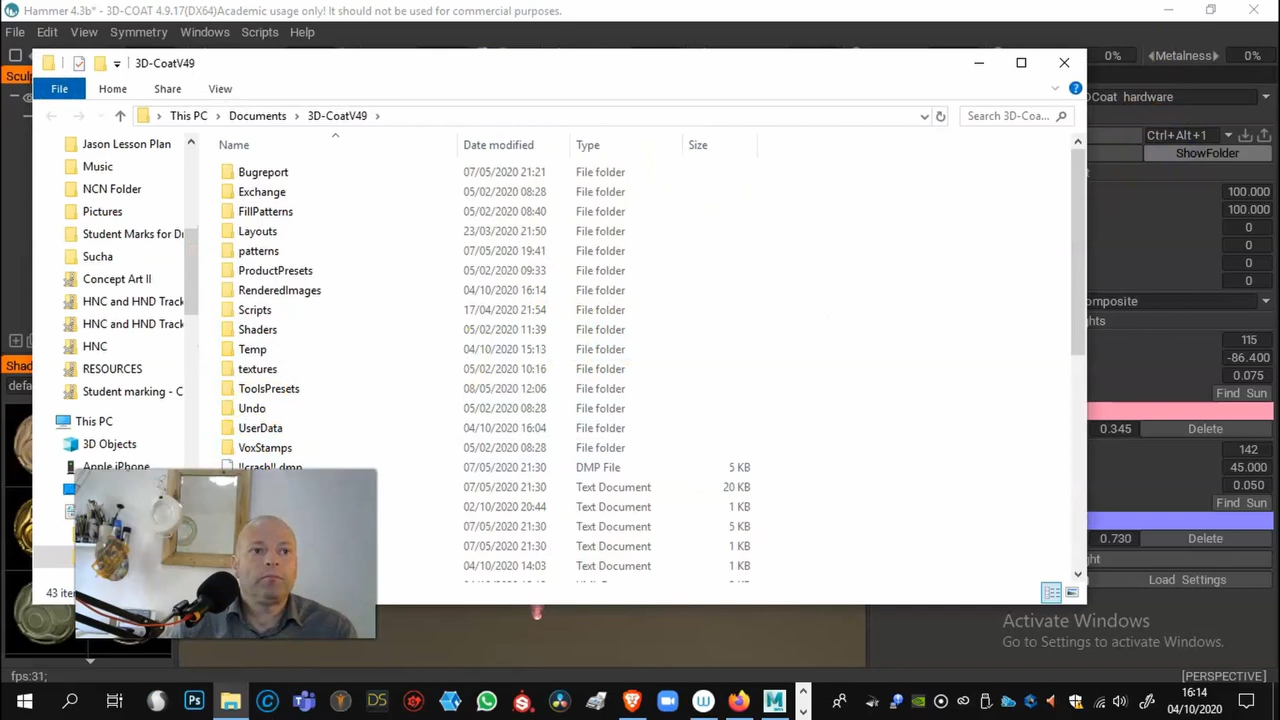 Hammer 4.3b* - 3D-COAT 4.9.17(DX64)Academic usage only! It should not be used for commercial purposes.
File Edit View Symmetry Windows Scripts Help
0% Metalness 0%
Sculp
3D-CoatV49
File Home Share View
This PC Documents 3D-CoatV49 Search 3D-Coa...
Coat hardware
Ctrl+Alt+1
ShowFolder
Name Date modified Type Size
Jason Lesson Plan
Music
NCN Folder
Pictures
Student Marks for Dr
Sucha
Concept Art II
HNC and HND Track
HNC and HND Track
HNC
RESOURCES
Student marking - C
This PC
3D Objects
Apple iPhone
Bugreport 07/05/2020 21:21 File folder
Exchange 05/02/2020 08:28 File folder
FillPatterns 05/02/2020 08:40 File folder
Layouts 23/03/2020 21:50 File folder
patterns 07/05/2020 19:41 File folder
ProductPresets 05/02/2020 09:33 File folder
RenderedImages 04/10/2020 16:14 File folder
Scripts 17/04/2020 21:54 File folder
Shaders 05/02/2020 11:39 File folder
Temp 04/10/2020 15:13 File folder
textures 05/02/2020 10:16 File folder
ToolsPresets 08/05/2020 12:06 File folder
Undo 05/02/2020 08:28 File folder
UserData 04/10/2020 16:04 File folder
VoxStamps 05/02/2020 08:28 File folder
!!crash!!.dmp 07/05/2020 21:30 DMP File 5 KB
07/05/2020 21:30 Text Document 20 KB
02/10/2020 20:44 Text Document 1 KB
07/05/2020 21:30 Text Document 5 KB
07/05/2020 21:30 Text Document 1 KB
04/10/2020 14:03 Text Document 1 KB
43 ite
100.000
100.000
0
0
0
0
omposite
hts
115
-86.400
0.075
Find Sun
0.345 Delete
142
45.000
0.050
Find Sun
0.730 Delete
ght
Load Settings
Shad
defa
Activate Windows
Go to Settings to activate Windows.
fps:31; [PERSPECTIVE]
16:14
04/10/2020